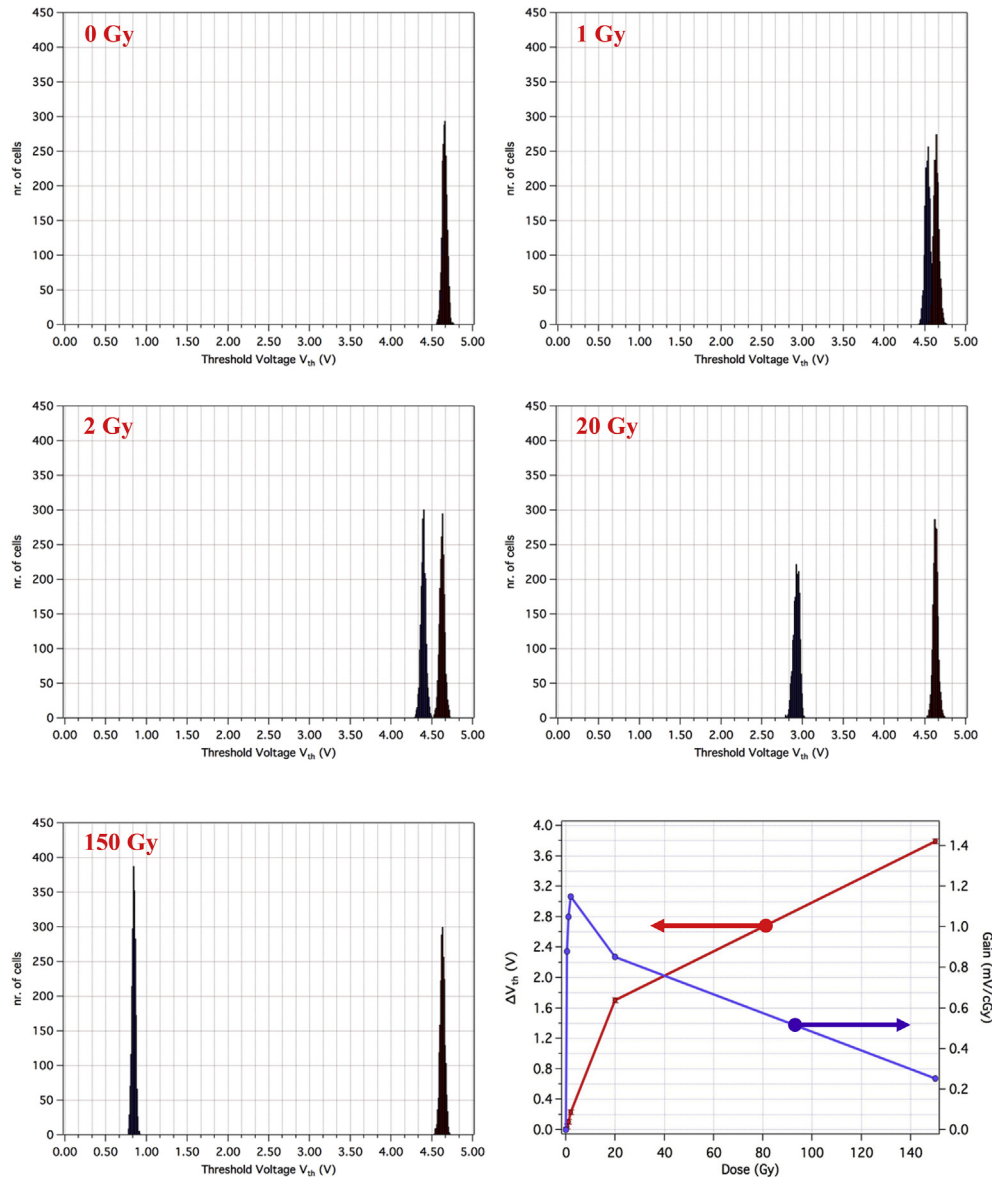 0 Gy
450
400
350
300
250
200
150
100
50
0
nr. of cells
0.00 0.50 1.00 1.50 2.00 2.50 3.00 3.50 4.00 4.50 5.00
Threshold Voltage Vth (V)
1 Gy
450
400
350
300
250
200
150
100
50
0
nr. of cells
0.00 0.50 1.00 1.50 2.00 2.50 3.00 3.50 4.00 4.50 5.00
Threshold Voltage Vth (V)
2 Gy
450
400
350
300
250
200
150
100
50
0
nr. of cells
0.00 0.50 1.00 1.50 2.00 2.50 3.00 3.50 4.00 4.50 5.00
Threshold Voltage Vth (V)
20 Gy
450
400
350
300
250
200
150
100
50
0
nr. of cells
0.00 0.50 1.00 1.50 2.00 2.50 3.00 3.50 4.00 4.50 5.00
Threshold Voltage Vth (V)
150 Gy
450
400
350
300
250
200
150
100
50
0
nr. of cells
0.00 0.50 1.00 1.50 2.00 2.50 3.00 3.50 4.00 4.50 5.00
Threshold Voltage Vth (V)
4.0
3.6
3.2
2.8
2.4
2.0
1.6
1.2
0.8
0.4
0.0
ΔVth (V)
1.4
1.2
1.0
0.8
0.6
0.4
0.2
0.0
Gain (mV/cGy)
0 20 40 60 80 100 120 140
Dose (Gy)